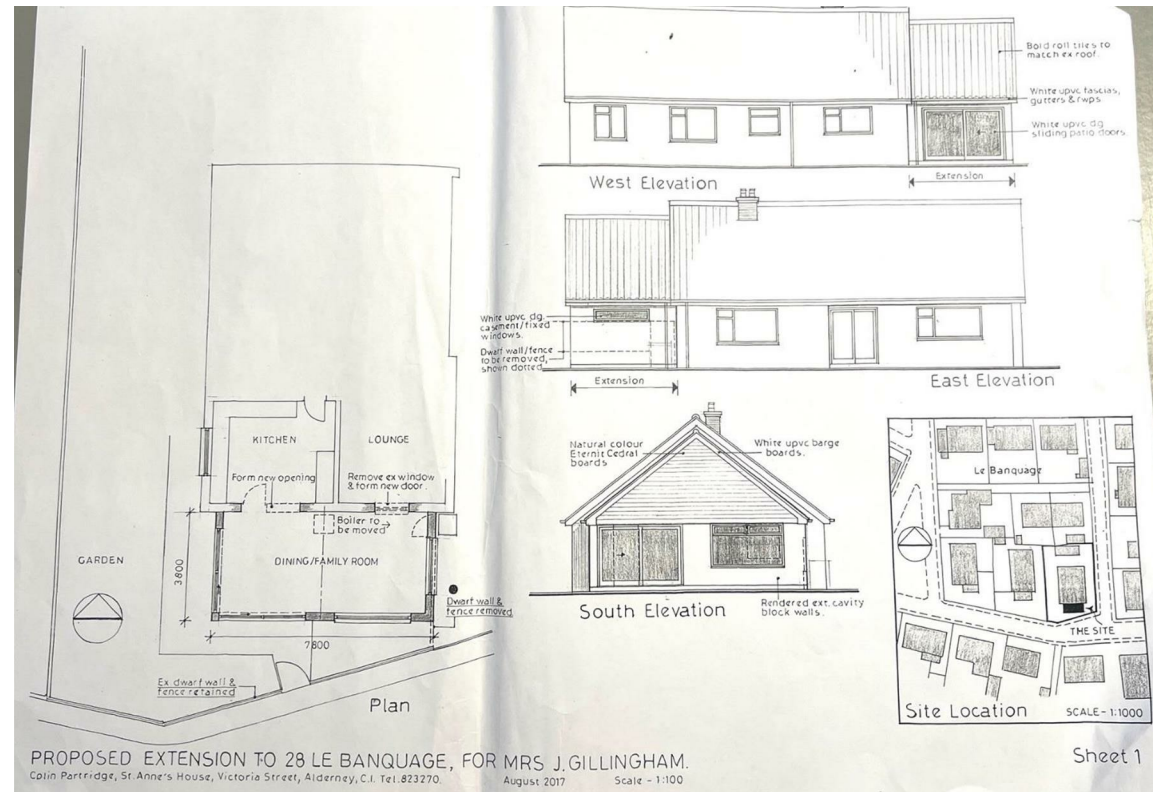 Bold roll tiles to
match ex roof.
White upvc fascias,
gutters & rwps.
White upvc dg
sliding patio doors.
West Elevation
Extension
White upvc dg.
casement/fixed
windows.
Dwarf wall/fence
to be removed,
shown dotted.
Extension
East Elevation
KITCHEN
LOUNGE
Form new opening
Remove ex window
& form new door.
Boiler to
be moved
DINING/FAMILY ROOM
GARDEN
3800
7800
Dwarf wall &
fence removed.
Ex dwarf wall &
fence retained
Plan
Natural colour
Eternit Cedral
boards
White upvc barge
boards.
South Elevation
Rendered ext. cavity
block walls.
Le Banquage
THE SITE
Site Location
SCALE - 1:1000
PROPOSED EXTENSION TO 28 LE BANQUAGE, FOR MRS J. GILLINGHAM.
Sheet 1
Colin Partridge, St. Anne's House, Victoria Street, Alderney, C.I. Tel. 823270.
August 2017
Scale - 1:100